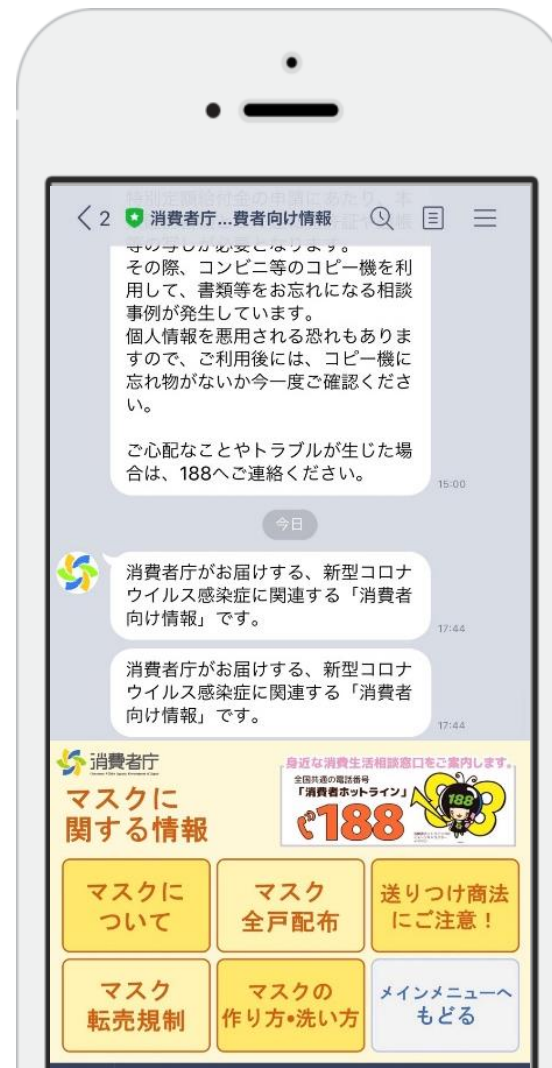 2 消費者庁...費者向け情報
等の写しが必要となります。
その際、コンビニ等のコピー機を利
用して、書類等をお忘れになる相談
事例が発生しています。
個人情報を悪用される恐れもありま
すので、ご利用後には、コピー機に
忘れ物がないか今一度ご確認くださ
い。
ご心配なことやトラブルが生じた場
合は、188へご連絡ください。
15:00
今日
消費者庁がお届けする、新型コロナ
ウイルス感染症に関連する「消費者
向け情報」です。
17:44
消費者庁がお届けする、新型コロナ
ウイルス感染症に関連する「消費者
向け情報」です。
17:44
消費者庁
マスクに
関する情報
身近な消費生活相談窓口をご案内します。
全国共通の電話番号
「消費者ホットライン」
188
188
マスクに
ついて
マスク
全戸配布
送りつけ商法
にご注意！
マスク
転売規制
マスクの
作り方・洗い方
メインメニューへ
もどる